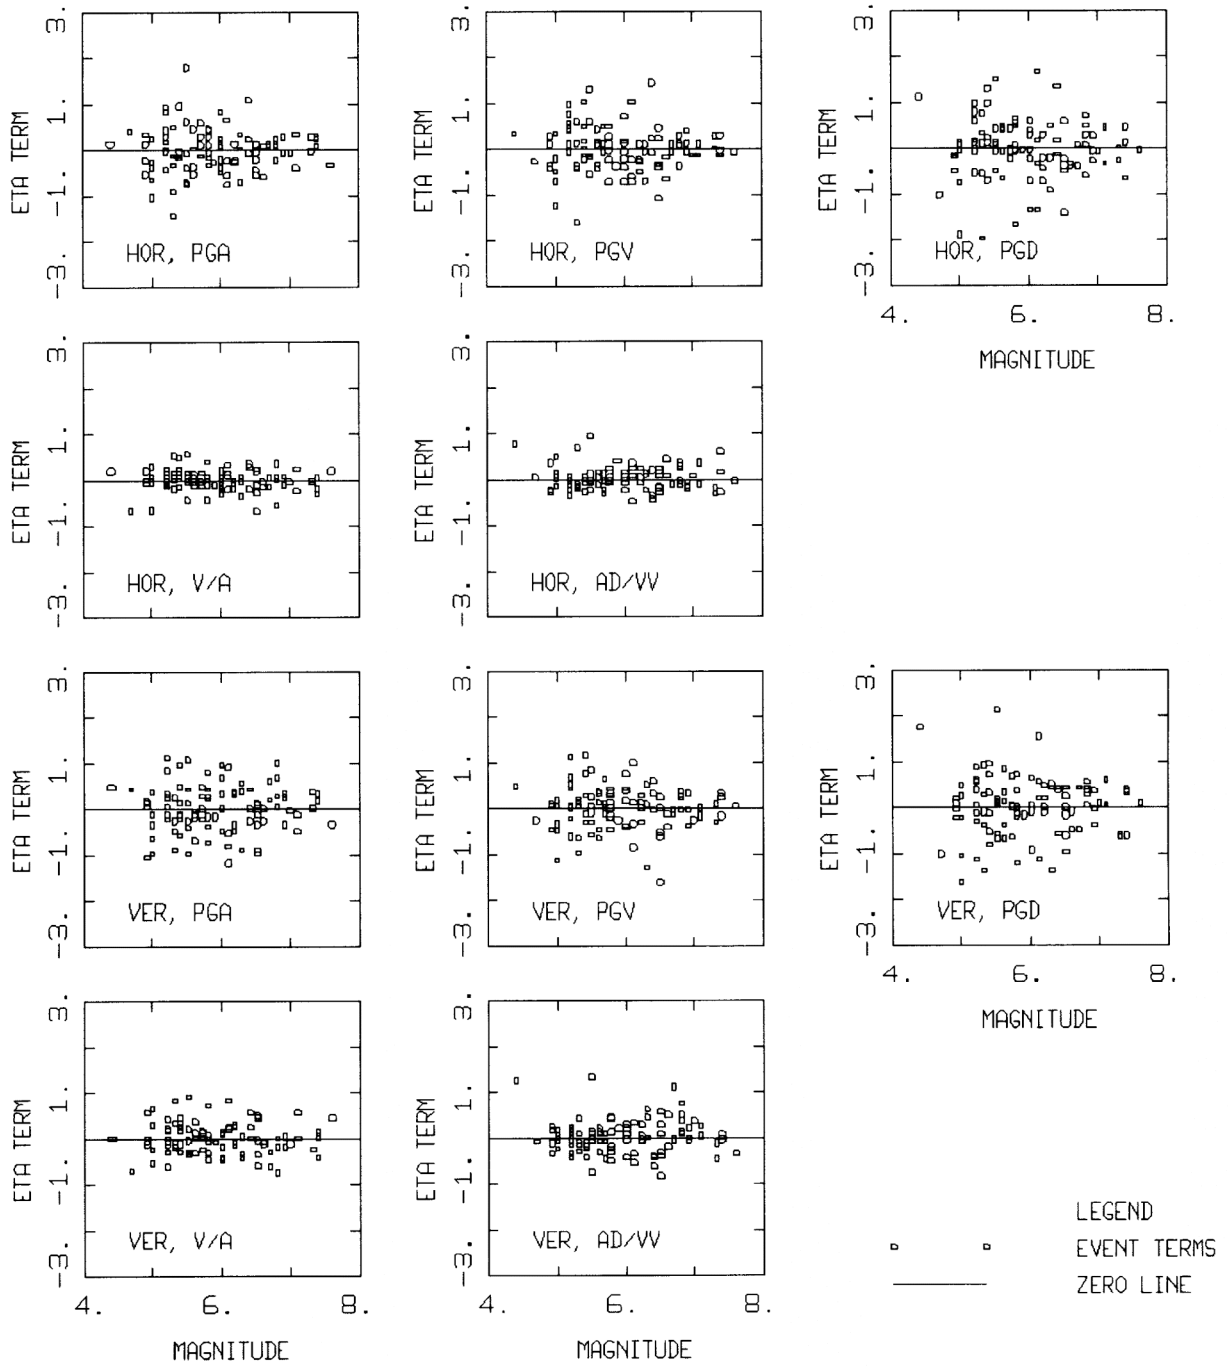 3.
1.
-1.
-3.
ETA TERM
HOR, PGA
3.
1.
-1.
-3.
ETA TERM
HOR, PGV
3.
1.
-1.
-3.
ETA TERM
HOR, PGD
4.
6.
8.
MAGNITUDE
3.
1.
-1.
-3.
ETA TERM
HOR, V/A
3.
1.
-1.
-3.
ETA TERM
HOR, AD/VV
3.
1.
-1.
-3.
ETA TERM
VER, PGA
3.
1.
-1.
-3.
ETA TERM
VER, PGV
3.
1.
-1.
-3.
ETA TERM
VER, PGD
4.
6.
8.
MAGNITUDE
3.
1.
-1.
-3.
ETA TERM
VER, V/A
4.
6.
8.
MAGNITUDE
3.
1.
-1.
-3.
ETA TERM
VER, AD/VV
4.
6.
8.
MAGNITUDE
LEGEND
EVENT TERMS
ZERO LINE